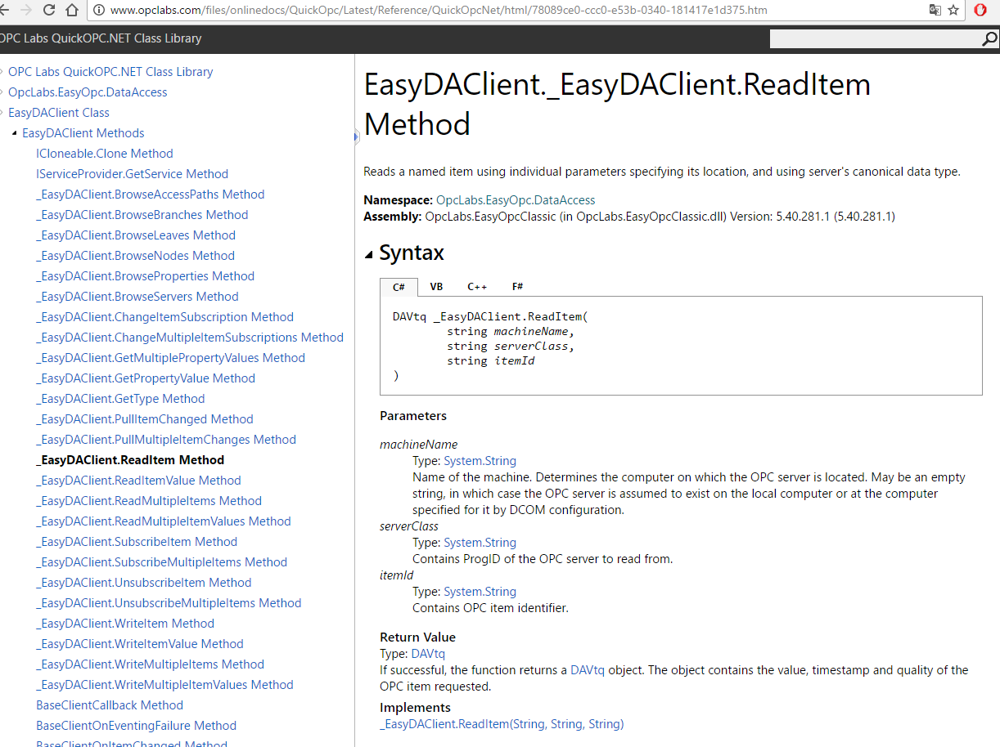 www.opclabs.com/files/onlinedocs/QuickOpc/Latest/Reference/QuickOpcNet/html/78089ce0-ccc0-e53b-0340-181417e1d375.htm
OPC Labs QuickOPC.NET Class Library
OPC Labs QuickOPC.NET Class Library
OpcLabs.EasyOpc.DataAccess
EasyDAClient Class
EasyDAClient Methods
ICloneable.Clone Method
IServiceProvider.GetService Method
_EasyDAClient.BrowseAccessPaths Method
_EasyDAClient.BrowseBranches Method
_EasyDAClient.BrowseLeaves Method
_EasyDAClient.BrowseNodes Method
_EasyDAClient.BrowseProperties Method
_EasyDAClient.BrowseServers Method
_EasyDAClient.ChangeItemSubscription Method
_EasyDAClient.ChangeMultipleItemSubscriptions Method
_EasyDAClient.GetMultiplePropertyValues Method
_EasyDAClient.GetPropertyValue Method
_EasyDAClient.GetType Method
_EasyDAClient.PullItemChanged Method
_EasyDAClient.PullMultipleItemChanges Method
_EasyDAClient.ReadItem Method
_EasyDAClient.ReadItemValue Method
_EasyDAClient.ReadMultipleItems Method
_EasyDAClient.ReadMultipleItemValues Method
_EasyDAClient.SubscribeItem Method
_EasyDAClient.SubscribeMultipleItems Method
_EasyDAClient.UnsubscribeItem Method
_EasyDAClient.UnsubscribeMultipleItems Method
_EasyDAClient.WriteItem Method
_EasyDAClient.WriteItemValue Method
_EasyDAClient.WriteMultipleItems Method
_EasyDAClient.WriteMultipleItemValues Method
BaseClientCallback Method
BaseClientOnEventingFailure Method
BaseClientOnItemChanged Method
EasyDAClient._EasyDAClient.ReadItem
Method
Reads a named item using individual parameters specifying its location, and using server's canonical data type.
Namespace: OpcLabs.EasyOpc.DataAccess
Assembly: OpcLabs.EasyOpcClassic (in OpcLabs.EasyOpcClassic.dll) Version: 5.40.281.1 (5.40.281.1)
Syntax
C# VB C++ F#
DAVtq _EasyDAClient.ReadItem(
string machineName,
string serverClass,
string itemId
)
Parameters
machineName
Type: System.String
Name of the machine. Determines the computer on which the OPC server is located. May be an empty
string, in which case the OPC server is assumed to exist on the local computer or at the computer
specified for it by DCOM configuration.
serverClass
Type: System.String
Contains ProgID of the OPC server to read from.
itemId
Type: System.String
Contains OPC item identifier.
Return Value
Type: DAVtq
If successful, the function returns a DAVtq object. The object contains the value, timestamp and quality of the
OPC item requested.
Implements
_EasyDAClient.ReadItem(String, String, String)